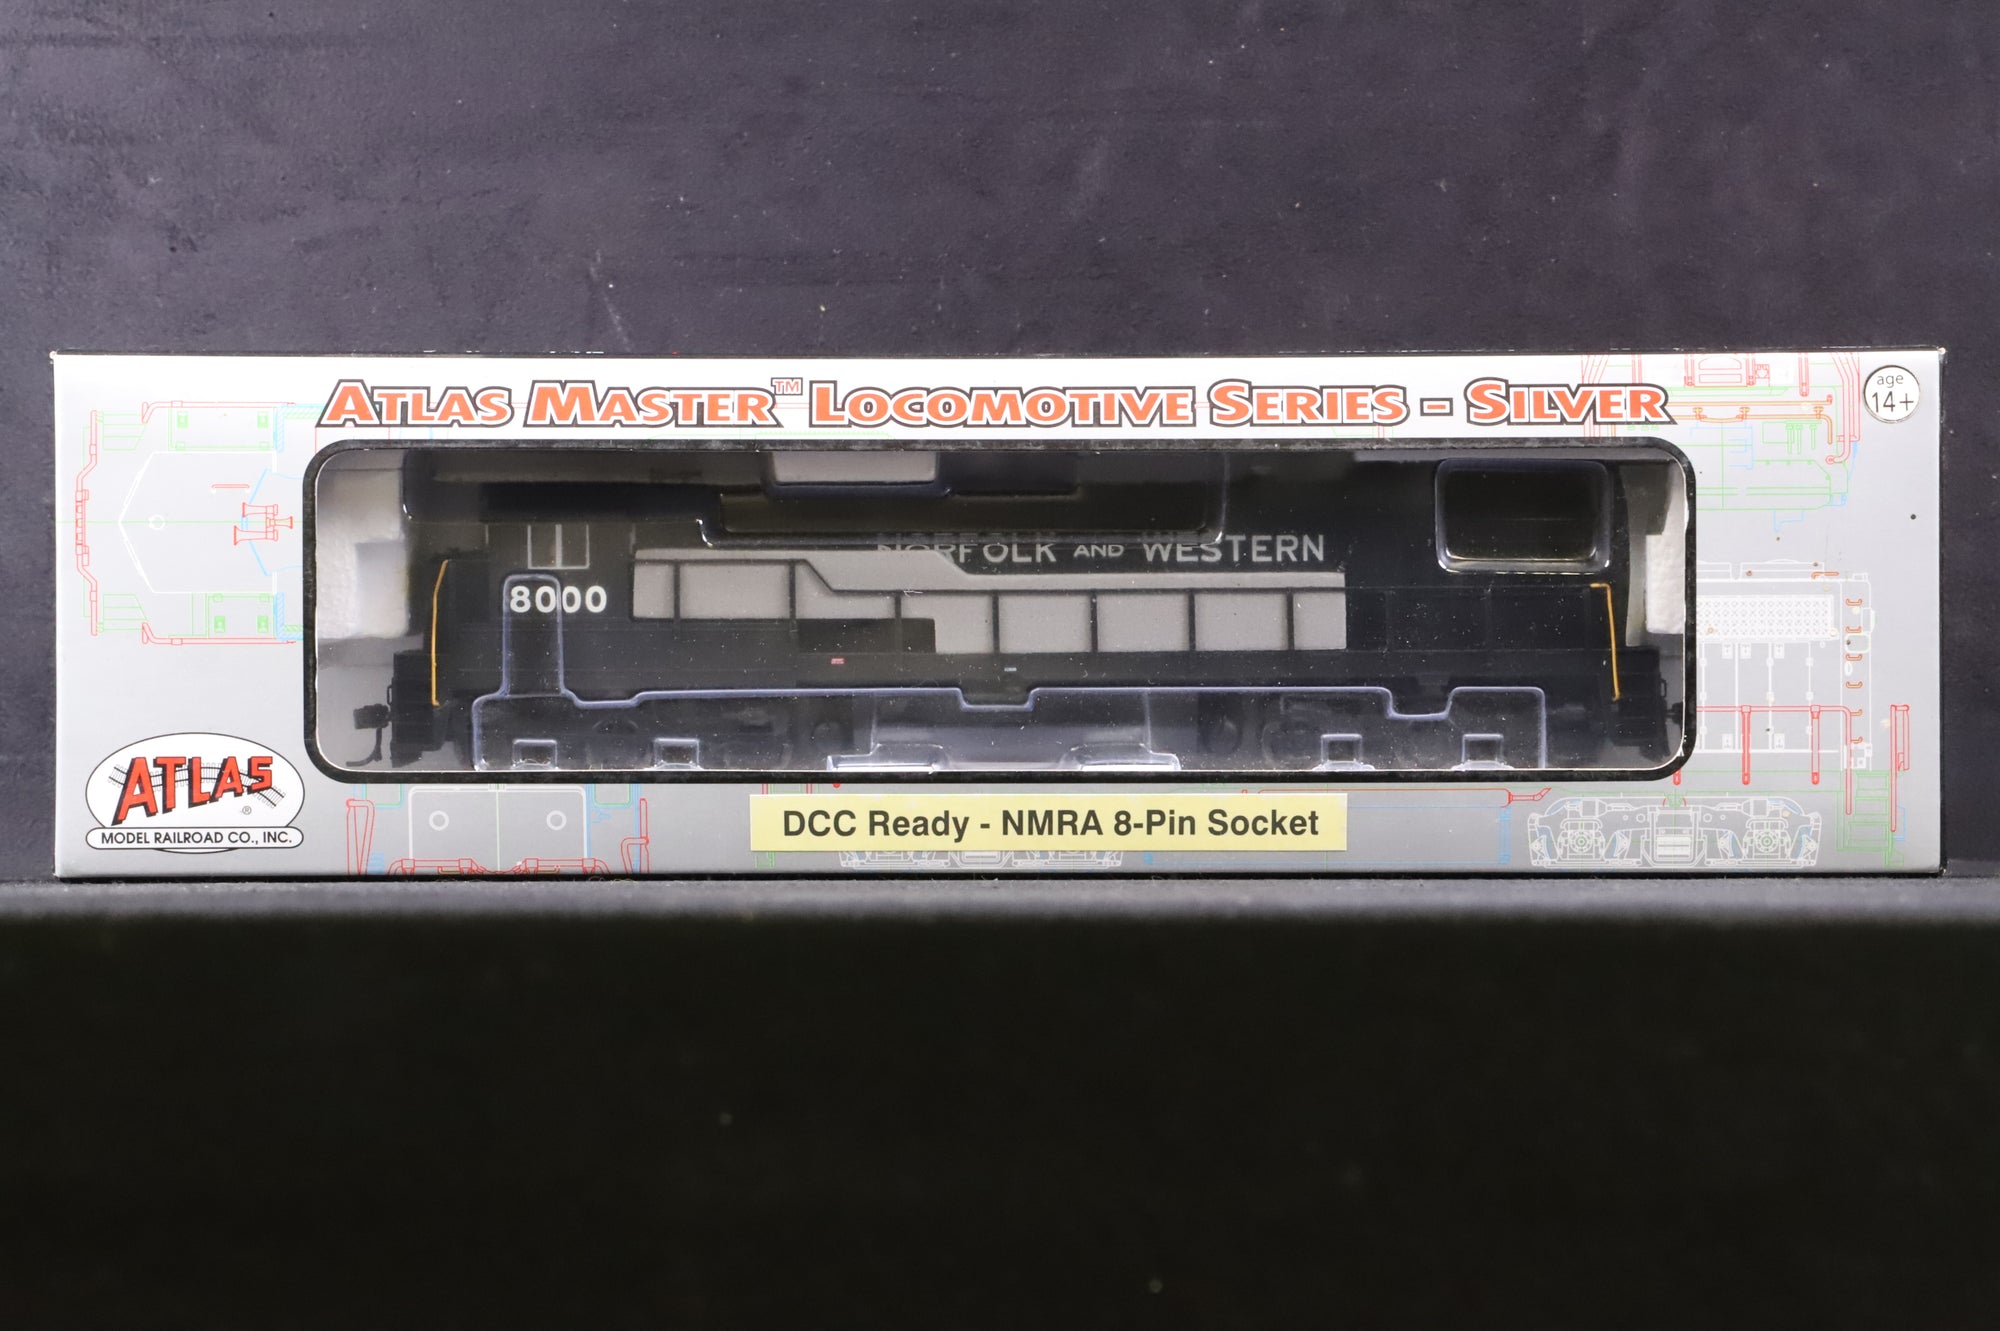 ATLAS MASTER™ LOCOMOTIVE SERIES - SILVER
age
14+
NORFOLK AND WESTERN
8000
ATLAS®
MODEL RAILROAD CO., INC.
DCC Ready - NMRA 8-Pin Socket